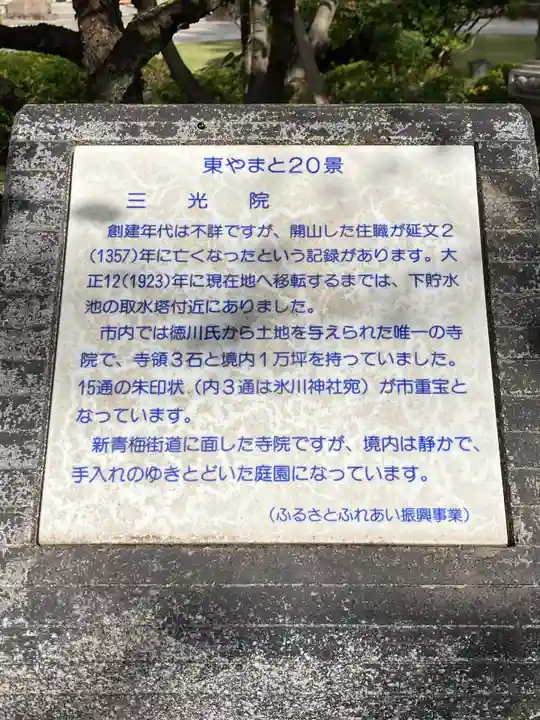 東やまと20景
三光院
創建年代は不詳ですが、開山した住職が延文2
(1357)年に亡くなったという記録があります。大
正12(1923)年に現在地へ移転するまでは、下貯水
池の取水塔付近にありました。
市内では徳川氏から土地を与えられた唯一の寺
院で、寺領3石と境内1万坪を持っていました。
15通の朱印状（内3通は氷川神社宛）が市重宝と
なっています。
新青梅街道に面した寺院ですが、境内は静かで、
手入れのゆきとどいた庭園になっています。
（ふるさとふれあい振興事業）